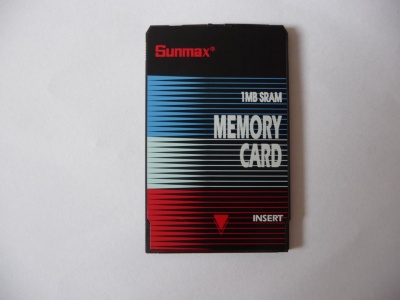 Sunmax®
1MB SRAM
MEMORY
CARD
INSERT